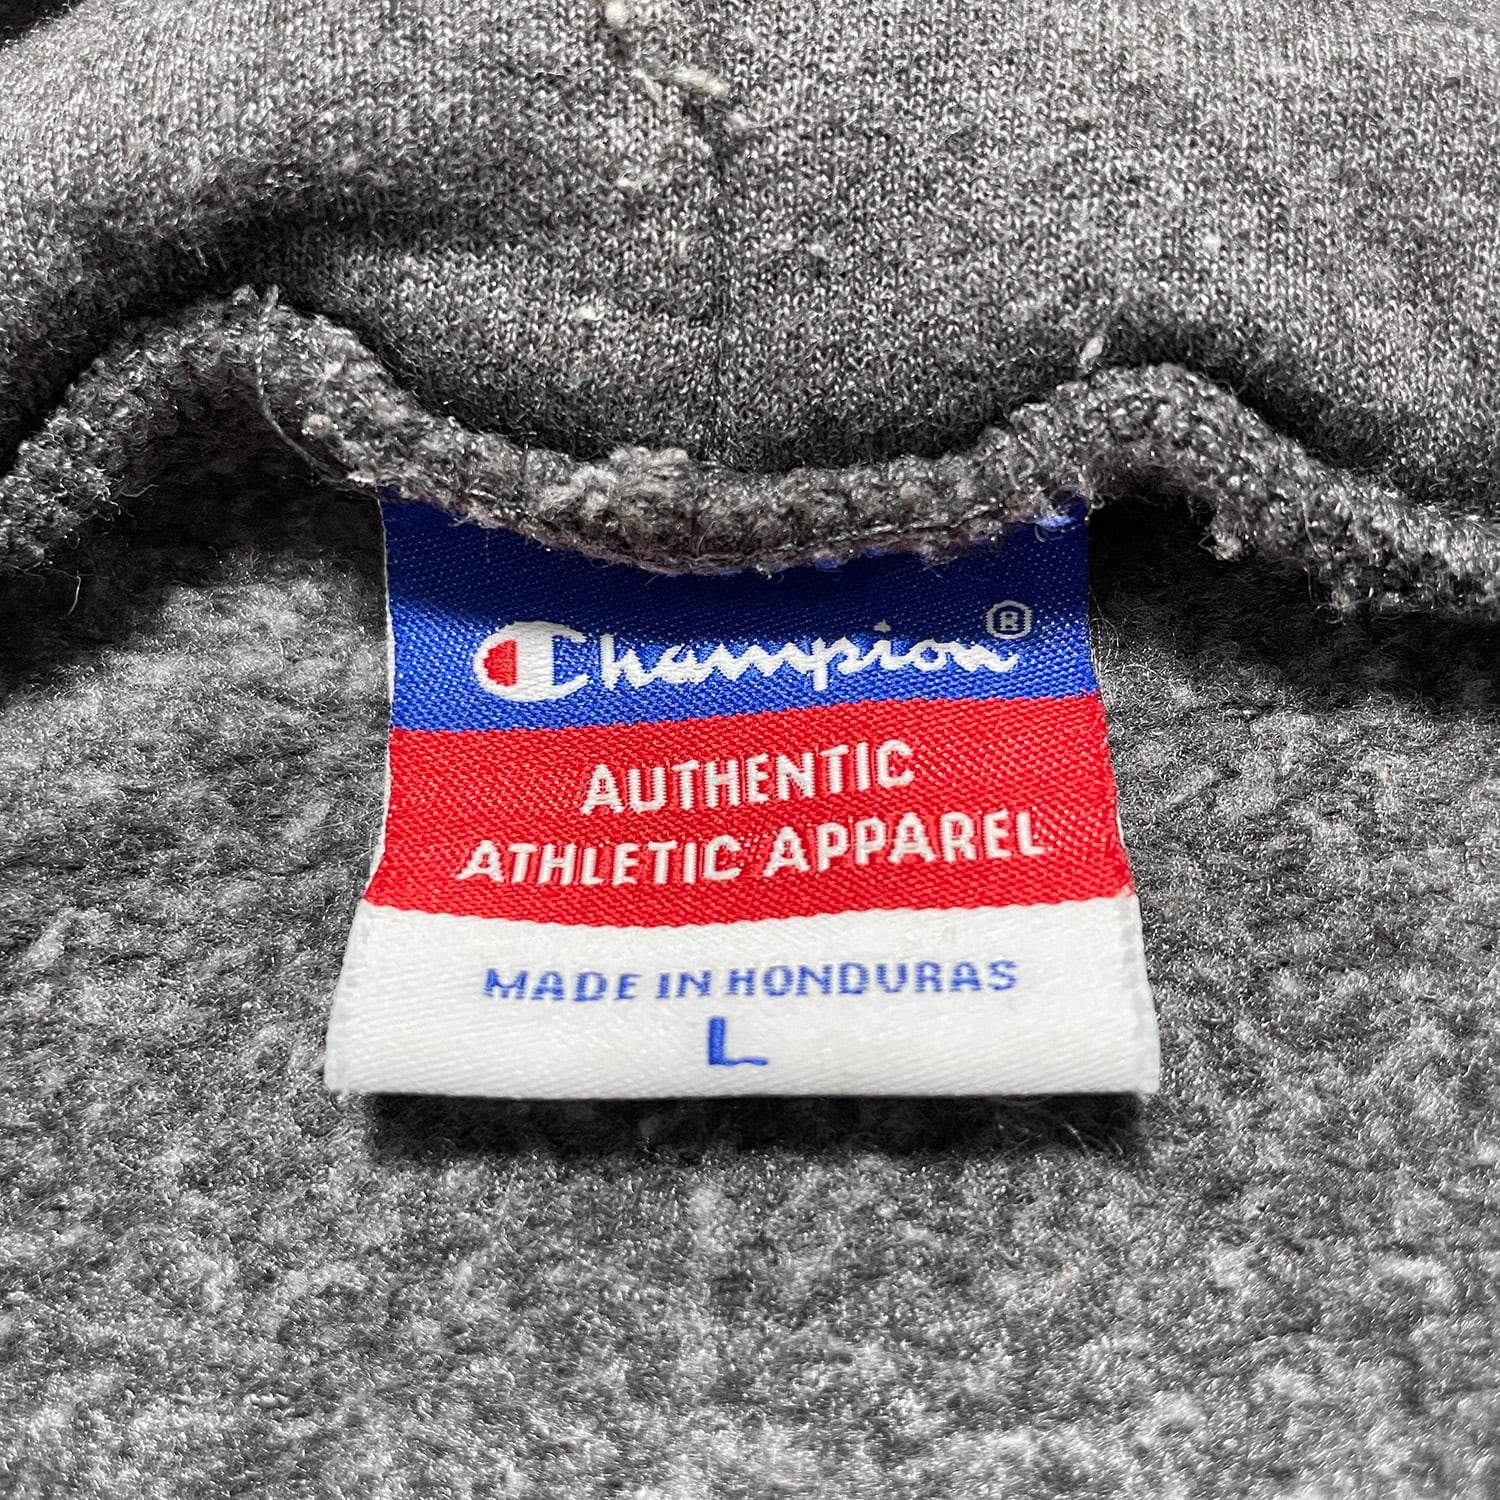 Champion®
AUTHENTIC
ATHLETIC APPAREL
MADE IN HONDURAS
L